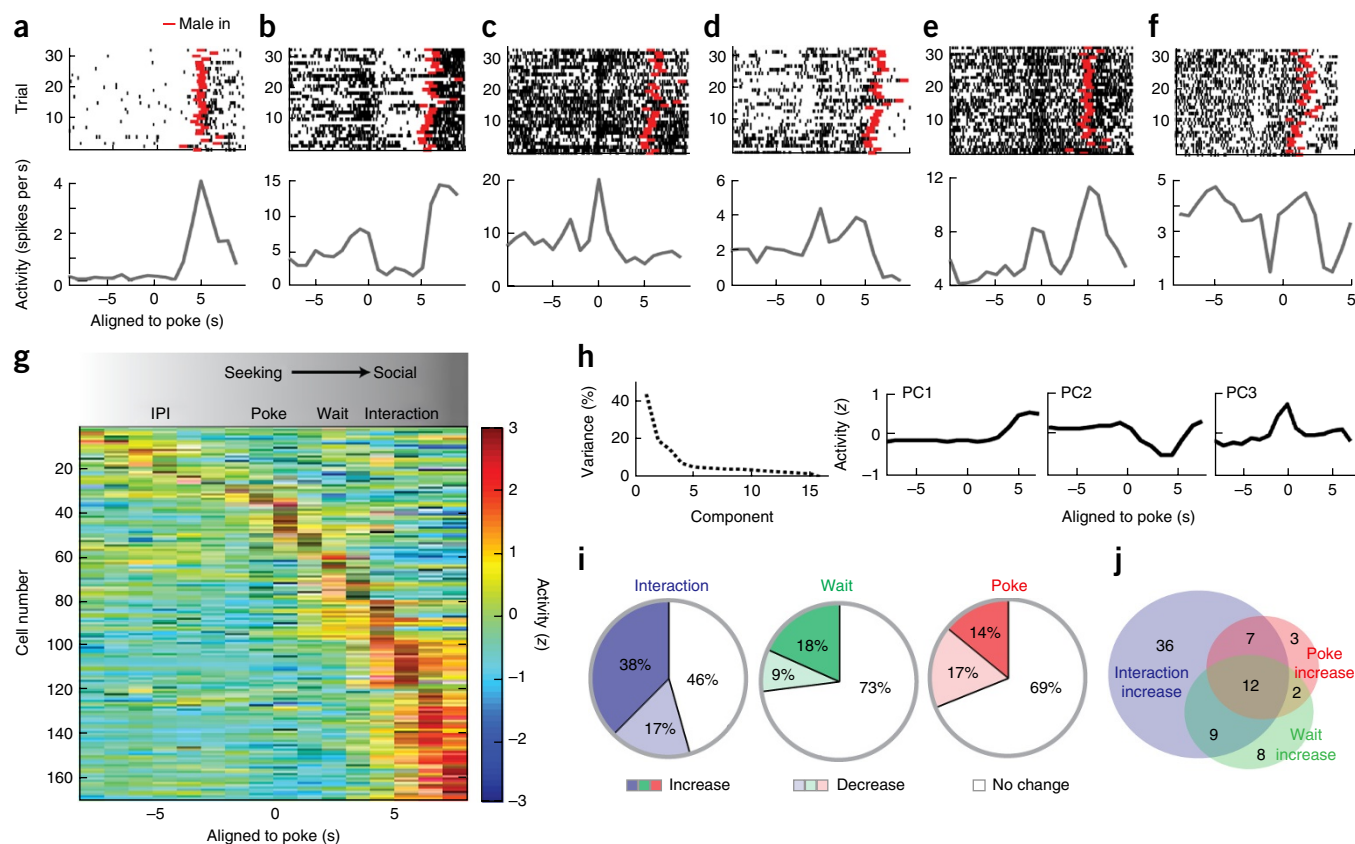 a
Male in
b
c
d
e
f
Trial
30
20
10
30
20
10
30
20
10
30
20
10
30
20
10
30
20
10
Activity (spikes per s)
4
2
0
15
10
5
0
20
10
0
6
4
2
0
12
8
4
5
3
1
−5 0 5
−5 0 5
−5 0 5
−5 0 5
−5 0 5
−5 0 5
Aligned to poke (s)
g
Seeking Social
IPI Poke Wait Interaction
Cell number
20
40
60
80
100
120
140
160
−5 0 5
Aligned to poke (s)
3
2
1
0
−1
−2
−3
Activity (z)
h
Variance (%)
40
20
0
0 5 10 15
Component
Activity (z)
1
0
−1
PC1
PC2
PC3
−5 0 5
−5 0 5
−5 0 5
Aligned to poke (s)
i
Interaction
38%
46%
17%
Wait
18%
9%
73%
Poke
14%
17%
69%
Increase
Decrease
No change
j
36
7
3
Interaction
increase
Poke
increase
12
2
9
8
Wait
increase